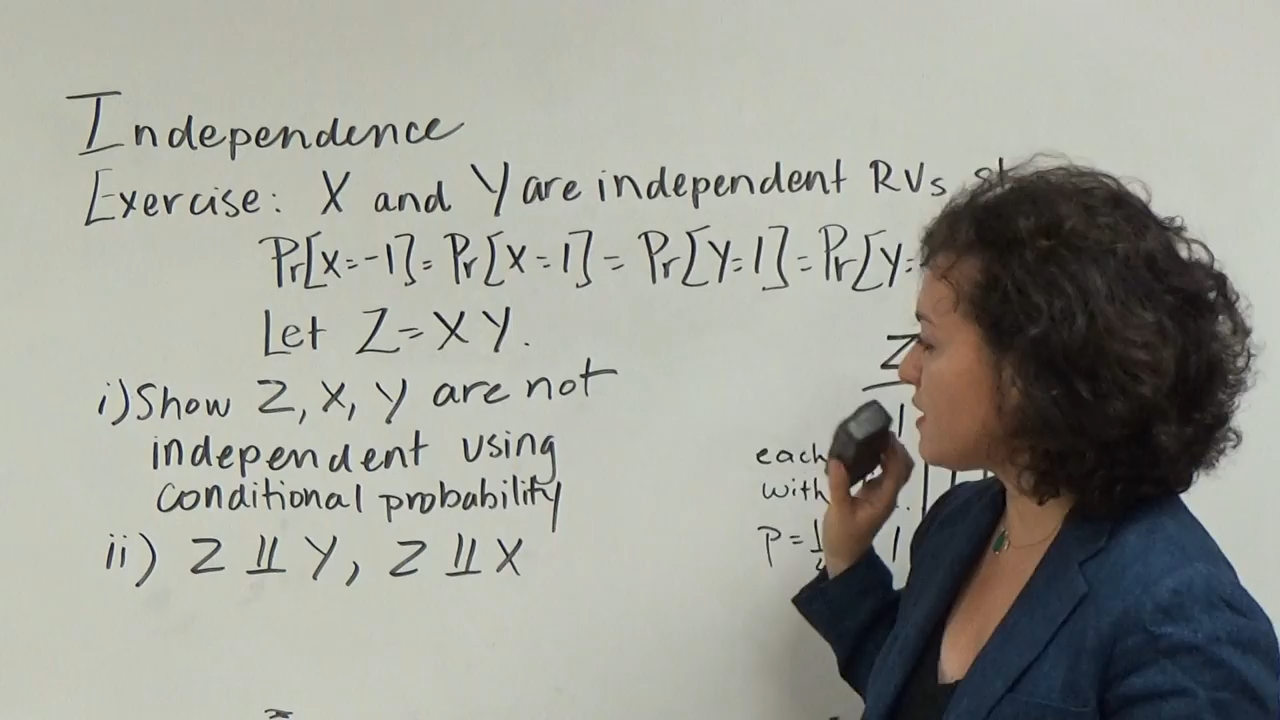 Independence
Exercise: X and Y are independent RVs
Pr[X=-1]=Pr[X=1]=Pr[Y=1]=Pr[Y=
Let Z=XY.
i) Show Z, X, Y are not
independent using
conditional probability
ii) Z ⫫ Y, Z ⫫ X
Z
each
with
P=